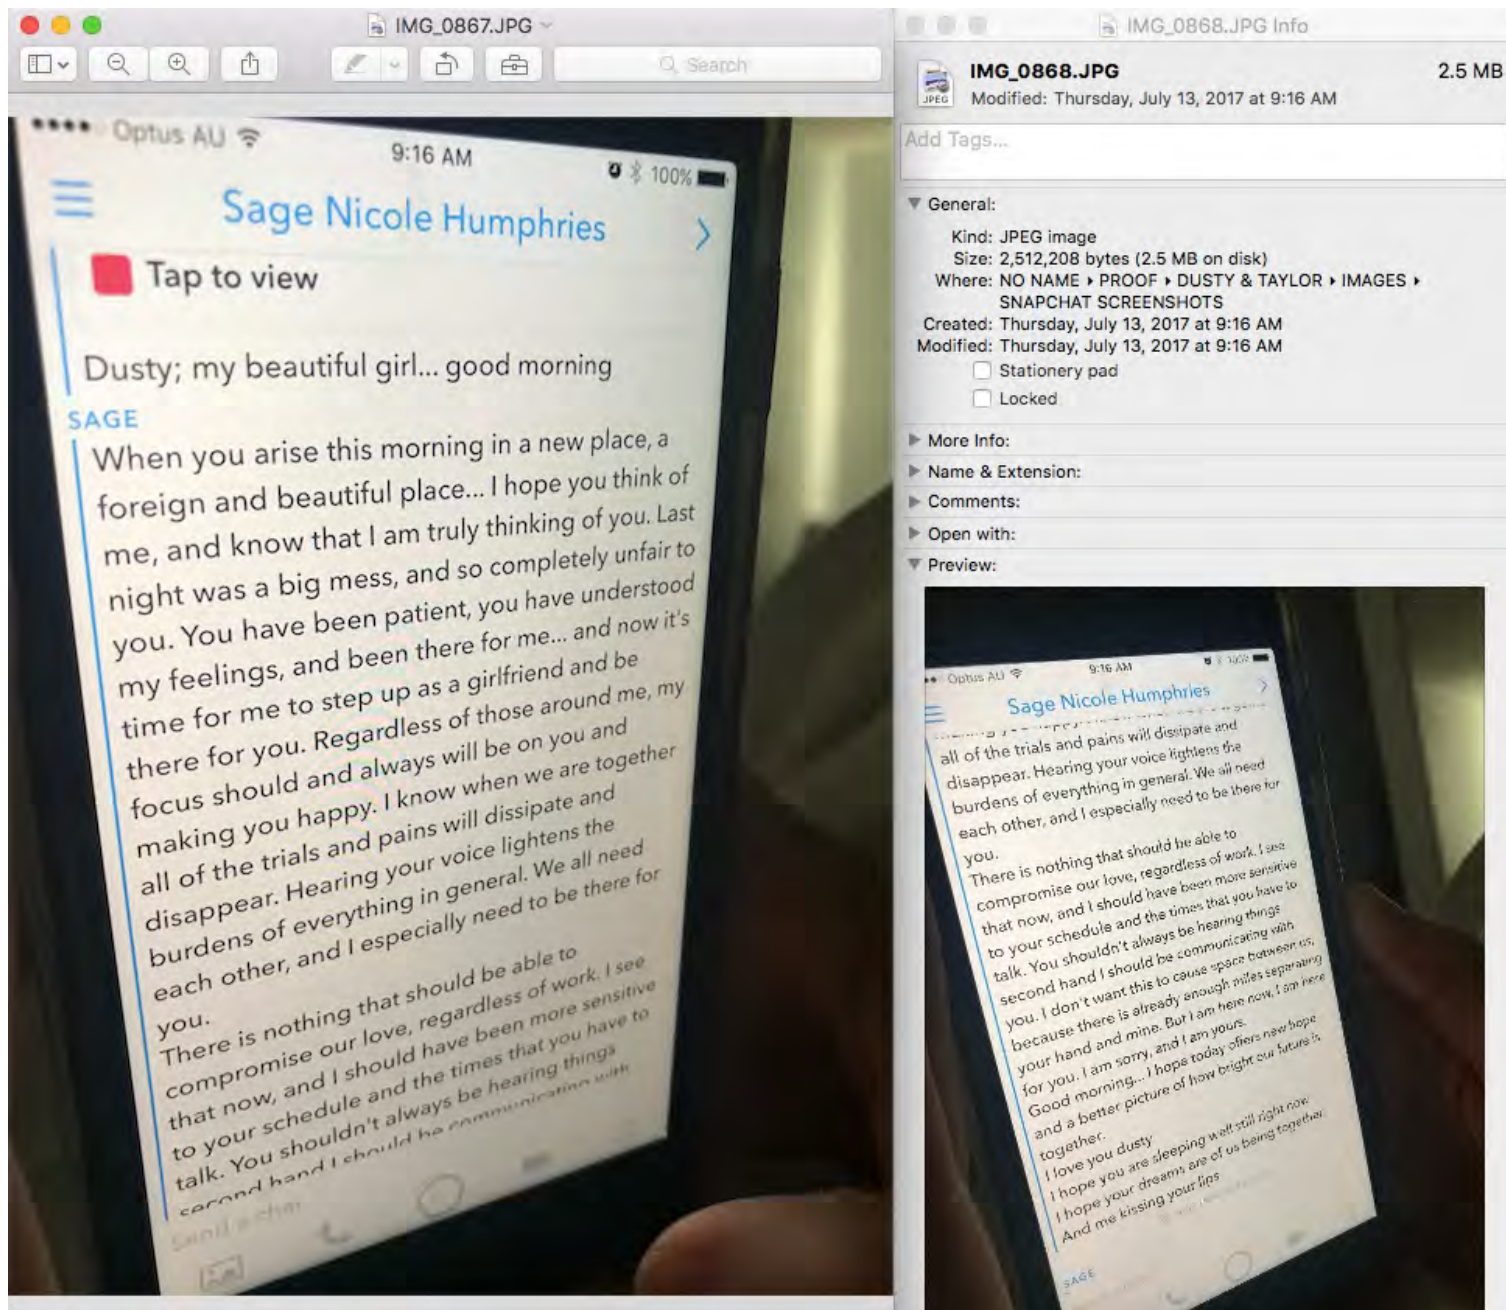 IMG_0867.JPG
Search
Optus AU
9:16 AM
100%
Sage Nicole Humphries
Tap to view
Dusty; my beautiful girl... good morning
SAGE
When you arise this morning in a new place, a
foreign and beautiful place... I hope you think of
me, and know that I am truly thinking of you. Last
night was a big mess, and so completely unfair to
you. You have been patient, you have understood
my feelings, and been there for me... and now it's
time for me to step up as a girlfriend and be
there for you. Regardless of those around me, my
focus should and always will be on you and
making you happy. I know when we are together
all of the trials and pains will dissipate and
disappear. Hearing your voice lightens the
burdens of everything in general. We all need
each other, and I especially need to be there for
you.
There is nothing that should be able to
compromise our love, regardless of work. I see
that now, and I should have been more sensitive
to your schedule and the times that you have to
talk. You shouldn't always be hearing things
second hand I should be communicating with
Send a chat
IMG_0868.JPG Info
IMG_0868.JPG
2.5 MB
Modified: Thursday, July 13, 2017 at 9:16 AM
JPEG
Add Tags...
General:
Kind: JPEG image
Size: 2,512,208 bytes (2.5 MB on disk)
Where: NO NAME ▸ PROOF ▸ DUSTY & TAYLOR ▸ IMAGES ▸
SNAPCHAT SCREENSHOTS
Created: Thursday, July 13, 2017 at 9:16 AM
Modified: Thursday, July 13, 2017 at 9:16 AM
Stationery pad
Locked
More Info:
Name & Extension:
Comments:
Open with:
Preview:
Optus AU
9:16 AM
100%
Sage Nicole Humphries
all of the trials and pains will dissipate and
disappear. Hearing your voice lightens the
burdens of everything in general. We all need
each other, and I especially need to be there for
you.
There is nothing that should be able to
compromise our love, regardless of work. I see
that now, and I should have been more sensitive
to your schedule and the times that you have to
talk. You shouldn't always be hearing things
second hand I should be communicating with
you. I don't want this to cause space between us,
because there is already enough miles separating
your hand and mine. But I am here now. I am here
for you. I am sorry, and I am yours.
Good morning... I hope today offers new hope
and a better picture of how bright our future is
together.
I love you dusty
I hope you are sleeping well still right now
I hope your dreams are of us being together
And me kissing your lips
SAGE